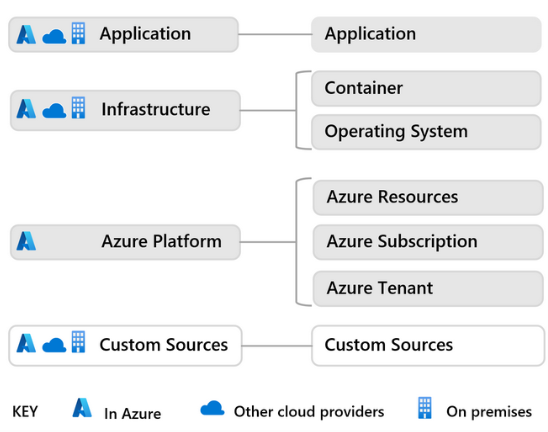 Application
Application
Infrastructure
Container
Operating System
Azure Platform
Azure Resources
Azure Subscription
Azure Tenant
Custom Sources
Custom Sources
KEY
In Azure
Other cloud providers
On premises